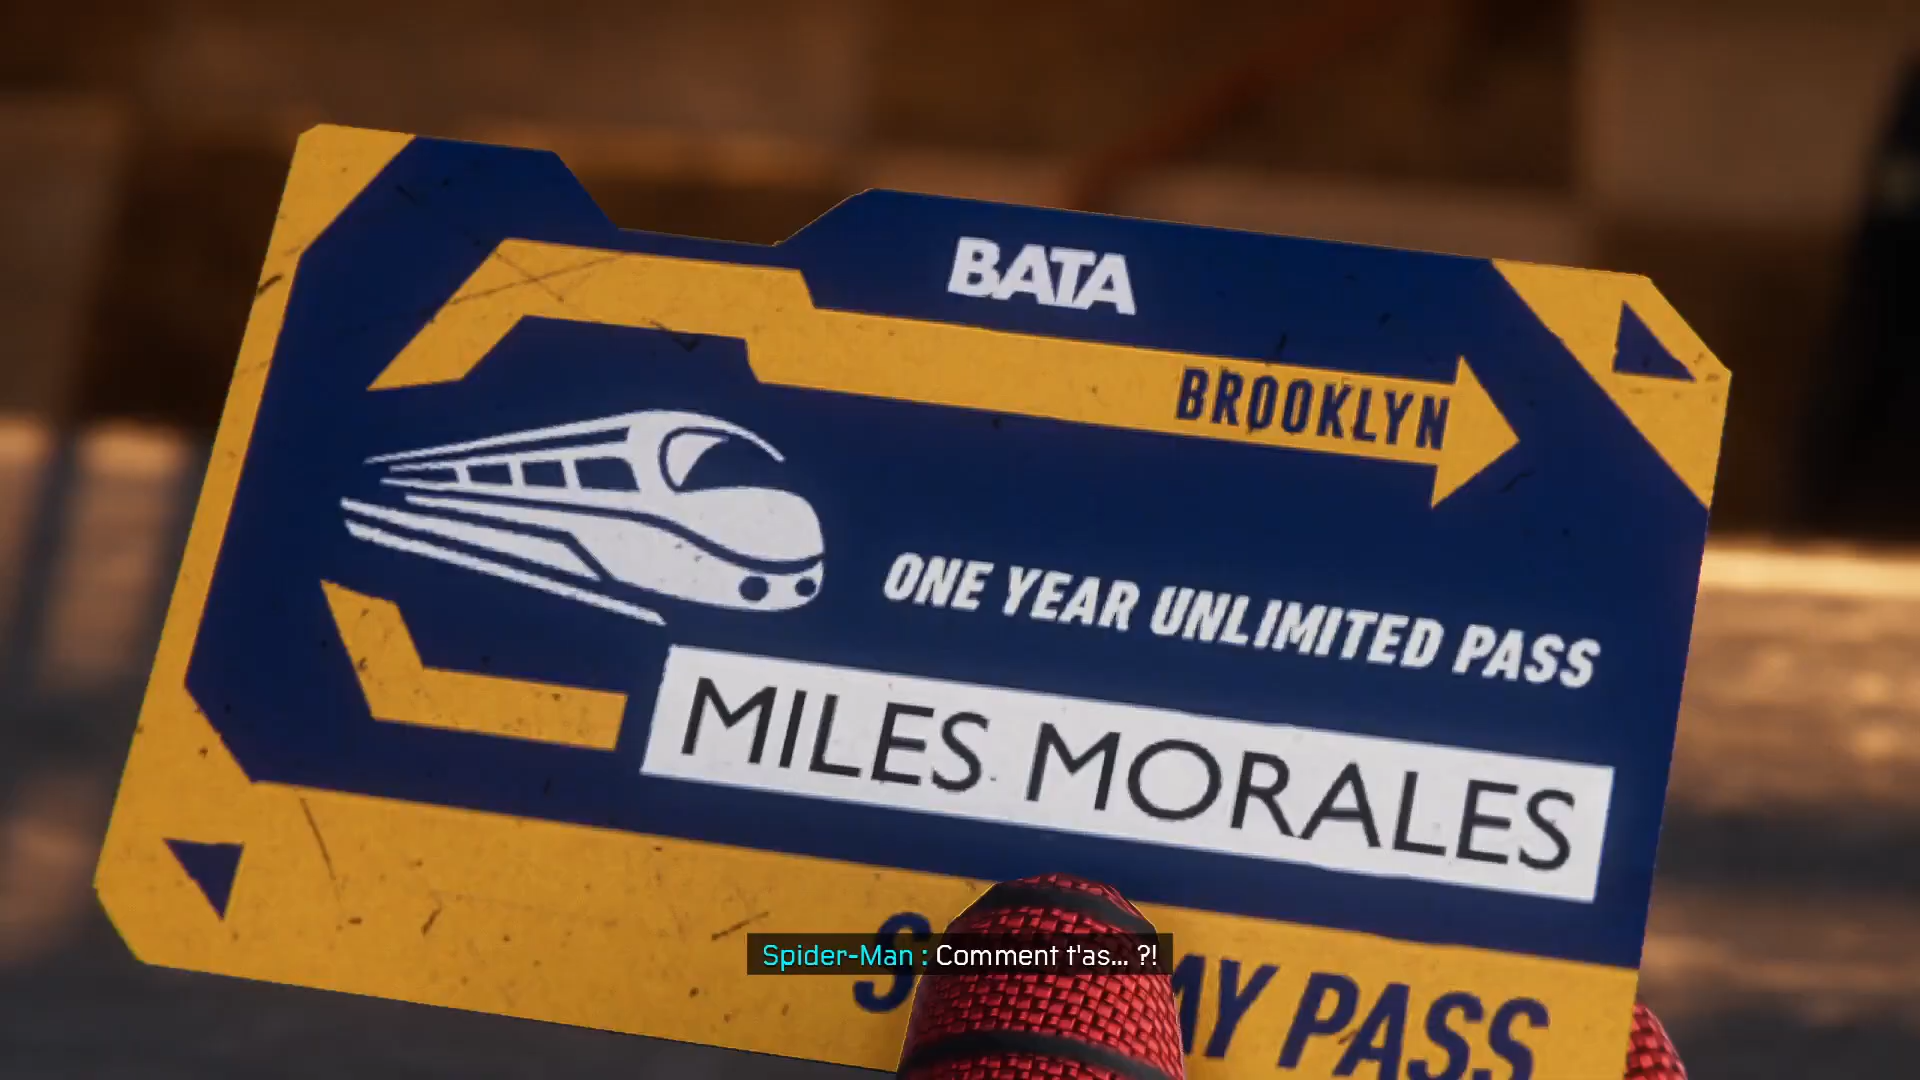 BATA
BROOKLYN
ONE YEAR UNLIMITED PASS
MILES MORALES
Spider-Man : Comment t'as... ?!
PASS